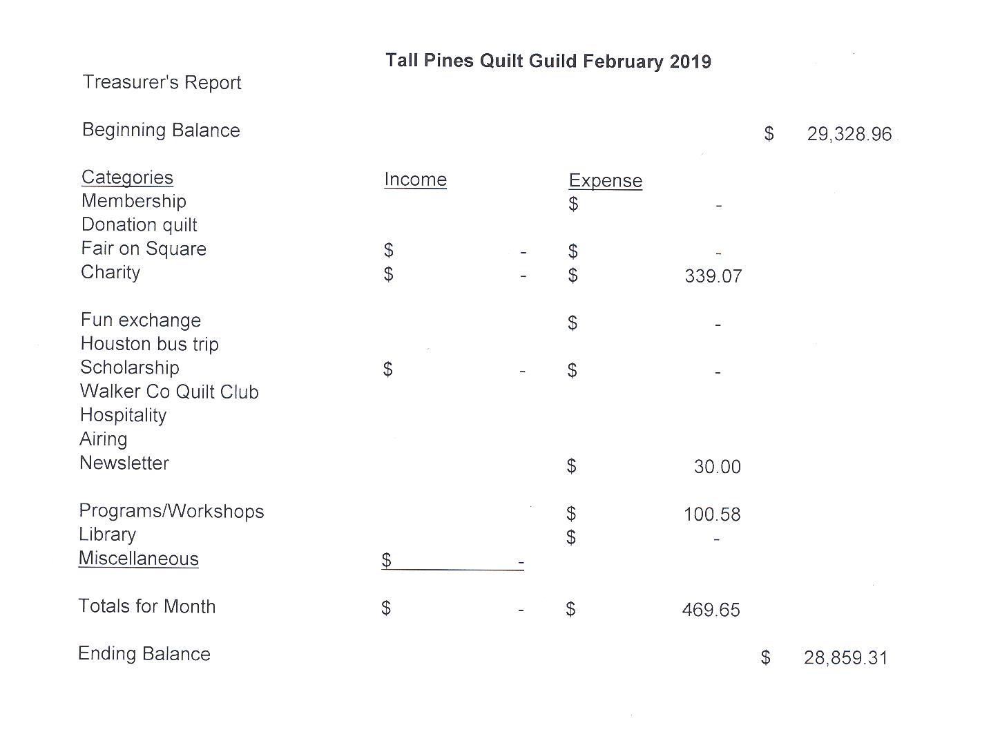 Tall Pines Quilt Guild February 2019
Treasurer's Report
Beginning Balance $ 29,328.96
Categories Income Expense
Membership $ -
Donation quilt
Fair on Square $ - $ -
Charity $ - $ 339.07
Fun exchange $ -
Houston bus trip
Scholarship $ - $ -
Walker Co Quilt Club
Hospitality
Airing
Newsletter $ 30.00
Programs/Workshops $ 100.58
Library $ -
Miscellaneous $ -
Totals for Month $ - $ 469.65
Ending Balance $ 28,859.31